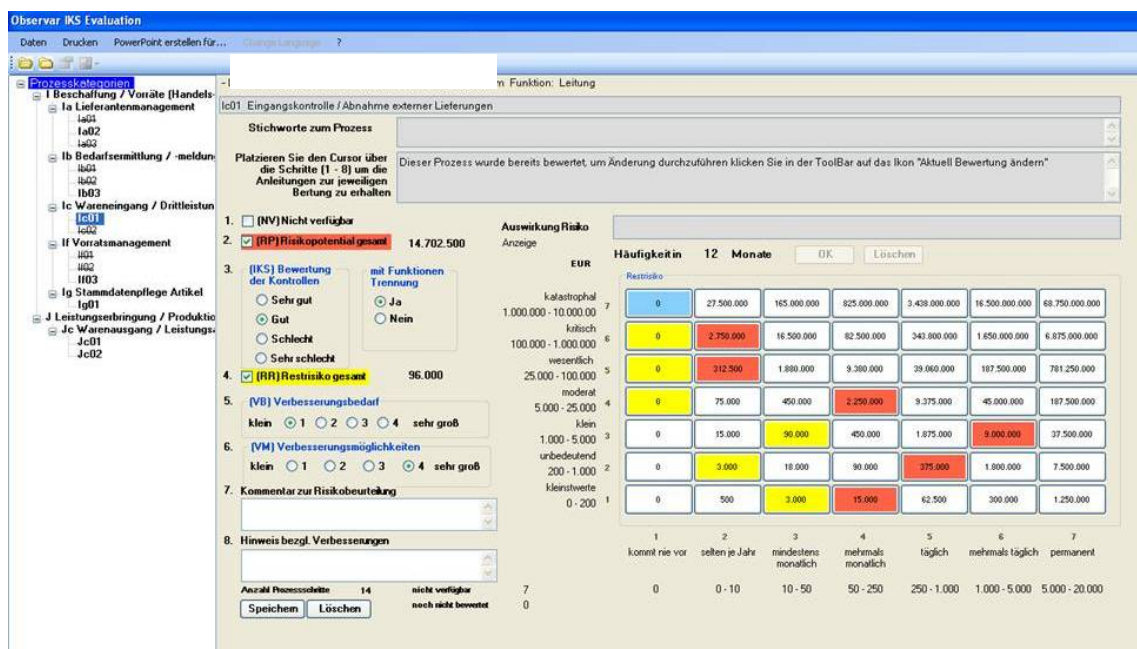 Observar IKS Evaluation
Daten Drucken PowerPoint erstellen für... Change Language ?
Prozesskategorien
I Beschaffung / Vorräte (Handels-
Ia Lieferantenmanagement
Ia01
Ia02
Ia03
Ib Bedarfsermittlung / -meldun
Ib01
Ib02
Ib03
Ic Wareneingang / Drittleistun
Ic01
Ic02
If Vorratsmanagement
If01
If02
If03
Ig Stammdatenpflege Artikel
Ig01
J Leistungserbringung / Produktio
Jc Warenausgang / Leistungs
Jc01
Jc02
Funktion: Leitung
Ic01 Eingangskontrolle / Abnahme externer Lieferungen
Stichworte zum Prozess
Platzieren Sie den Cursor über
die Schritte (1 - 8) um die
Anleitungen zur jeweiligen
Bertung zu erhalten
Dieser Prozess wurde bereits bewertet, um Änderung durchzuführen klicken Sie in der ToolBar auf das Ikon "Aktuell Bewertung ändern"
1. (NV) Nicht verfügbar
2. (RP) Risikopotential gesamt 14.702.500
3. (IKS) Bewertung
der Kontrollen
Sehr gut
Gut
Schlecht
Sehr schlecht
mit Funktionen
Trennung
Ja
Nein
4. (RR) Restrisiko gesamt 96.000
5. (VB) Verbesserungsbedarf
klein 1 2 3 4 sehr groß
6. (VM) Verbesserungsmöglichkeiten
klein 1 2 3 4 sehr groß
7. Kommentar zur Risikobeurteilung
8. Hinweis bezgl. Verbesserungen
Anzahl Prozessschritte 14 nicht verfügbar 7
noch nicht bewertet 0
Speichern Löschen
Auswirkung Risiko
Anzeige
EUR
Häufigkeit in 12 Monate OK Löschen
Restrisiko
katastrophal
1.000.000 - 10.000.00 7 0 27.500.000 165.000.000 825.000.000 3.438.000.000 16.500.000.000 68.750.000.000
kritisch
100.000 - 1.000.000 6 0 2.750.000 16.500.000 82.500.000 343.800.000 1.650.000.000 6.875.000.000
wesentlich
25.000 - 100.000 5 0 312.500 1.880.000 9.380.000 39.060.000 187.500.000 781.250.000
moderat
5.000 - 25.000 4 0 75.000 450.000 2.250.000 9.375.000 45.000.000 187.500.000
klein
1.000 - 5.000 3 0 15.000 90.000 450.000 1.875.000 9.000.000 37.500.000
unbedeutend
200 - 1.000 2 0 3.000 18.000 90.000 375.000 1.800.000 7.500.000
kleinstwerte
0 - 200 1 0 500 3.000 15.000 62.500 300.000 1.250.000
1 2 3 4 5 6 7
kommt nie vor selten je Jahr mindestens monatlich mehrmals monatlich täglich mehrmals täglich permanent
0 0 - 10 10 - 50 50 - 250 250 - 1.000 1.000 - 5.000 5.000 - 20.000